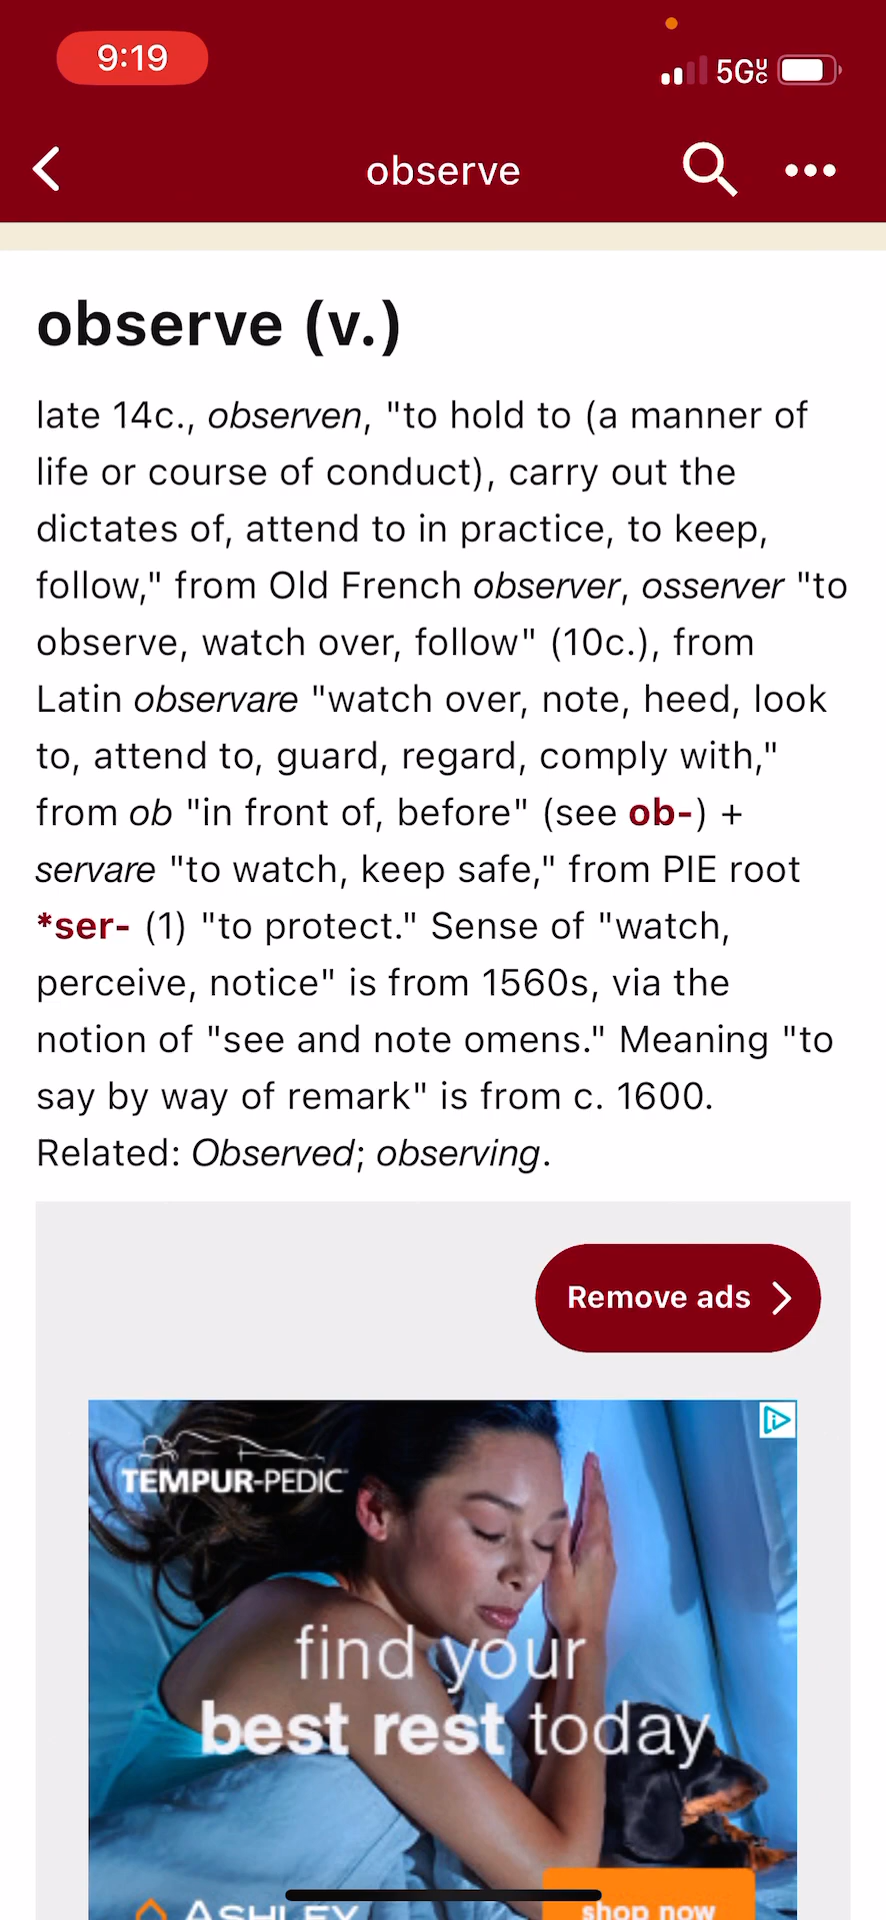 9:19
5GUC
observe
observe (v.)
late 14c., observen, "to hold to (a manner of
life or course of conduct), carry out the
dictates of, attend to in practice, to keep,
follow," from Old French observer, osserver "to
observe, watch over, follow" (10c.), from
Latin observare "watch over, note, heed, look
to, attend to, guard, regard, comply with,"
from ob "in front of, before" (see ob-) +
servare "to watch, keep safe," from PIE root
*ser- (1) "to protect." Sense of "watch,
perceive, notice" is from 1560s, via the
notion of "see and note omens." Meaning "to
say by way of remark" is from c. 1600.
Related: Observed; observing.
Remove ads
TEMPUR-PEDIC
find your
best rest today
ASHLEY
shop now